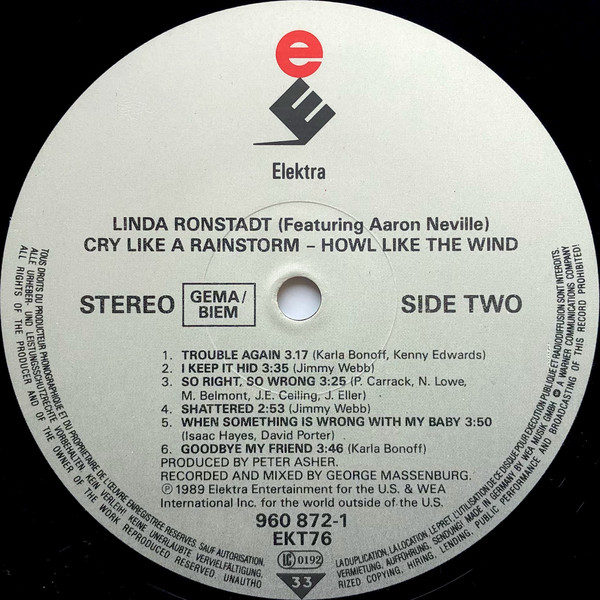 e
E
Elektra
LINDA RONSTADT (Featuring Aaron Neville)
CRY LIKE A RAINSTORM – HOWL LIKE THE WIND
STEREO
GEMA/
BIEM
SIDE TWO
1. TROUBLE AGAIN 3.17 (Karla Bonoff, Kenny Edwards)
2. I KEEP IT HID 3:35 (Jimmy Webb)
3. SO RIGHT, SO WRONG 3:25 (P. Carrack, N. Lowe,
M. Belmont, J.E. Ceiling, J. Eller)
4. SHATTERED 2:53 (Jimmy Webb)
5. WHEN SOMETHING IS WRONG WITH MY BABY 3:50
(Isaac Hayes, David Porter)
6. GOODBYE MY FRIEND 3:46 (Karla Bonoff)
PRODUCED BY PETER ASHER.
RECORDED AND MIXED BY GEORGE MASSENBURG.
℗ 1989 Elektra Entertainment for the U.S. & WEA
International Inc. for the world outside of the U.S.
960 872-1
EKT76
LC 0192
33
TOUS DROITS DU PRODUCTEUR PHONOGRAPHIQUE ET DU PROPRIETAIRE DE L'ŒUVRE ENREGISTREE RESERVES. SAUF AUTORISATION,
LA DUPLICATION, LA LOCATION, LE PRET, L'UTILISATION DE CE DISQUE POUR EXECUTION PUBLIQUE ET RADIODIFFUSION SONT INTERDITS.
ALLE URHEBER- UND LEISTUNGSSCHUTZRECHTE VORBEHALTEN. KEIN VERLEIH! KEINE UNERLAUBTE VERVIELFÄLTIGUNG,
VERMIETUNG, AUFFÜHRUNG, SENDUNG! MADE IN GERMANY BY WEA MUSIK GMBH A WARNER COMMUNICATIONS COMPANY
ALL RIGHTS OF THE PRODUCER AND OF THE OWNER OF THE WORK REPRODUCED RESERVED. UNAUTHO
RIZED COPYING, HIRING, LENDING, PUBLIC PERFORMANCE AND BROADCASTING OF THIS RECORD PROHIBITED!